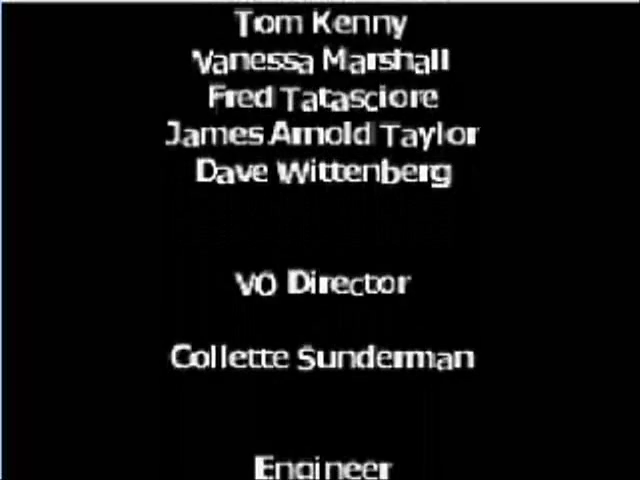 Tom Kenny
Vanessa Marshall
Fred Tatasciore
James Arnold Taylor
Dave Wittenberg
VO Director
Collette Sunderman
Engineer